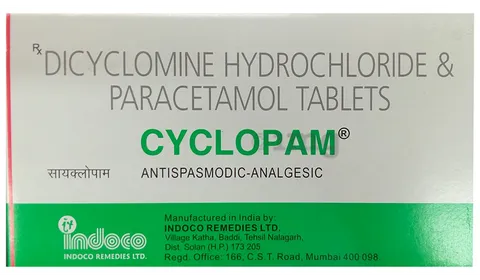 Rx DICYCLOMINE HYDROCHLORIDE &
PARACETAMOL TABLETS
CYCLOPAM®
सायक्लोपाम ANTISPASMODIC-ANALGESIC
indoco
INDOCO REMEDIES LTD.
Manufactured in India by:
INDOCO REMEDIES LTD.
Village Katha, Baddi, Tehsil Nalagarh,
Dist. Solan (H.P.) 173 205
Regd. Office: 166, C.S.T. Road, Mumbai 400 098.